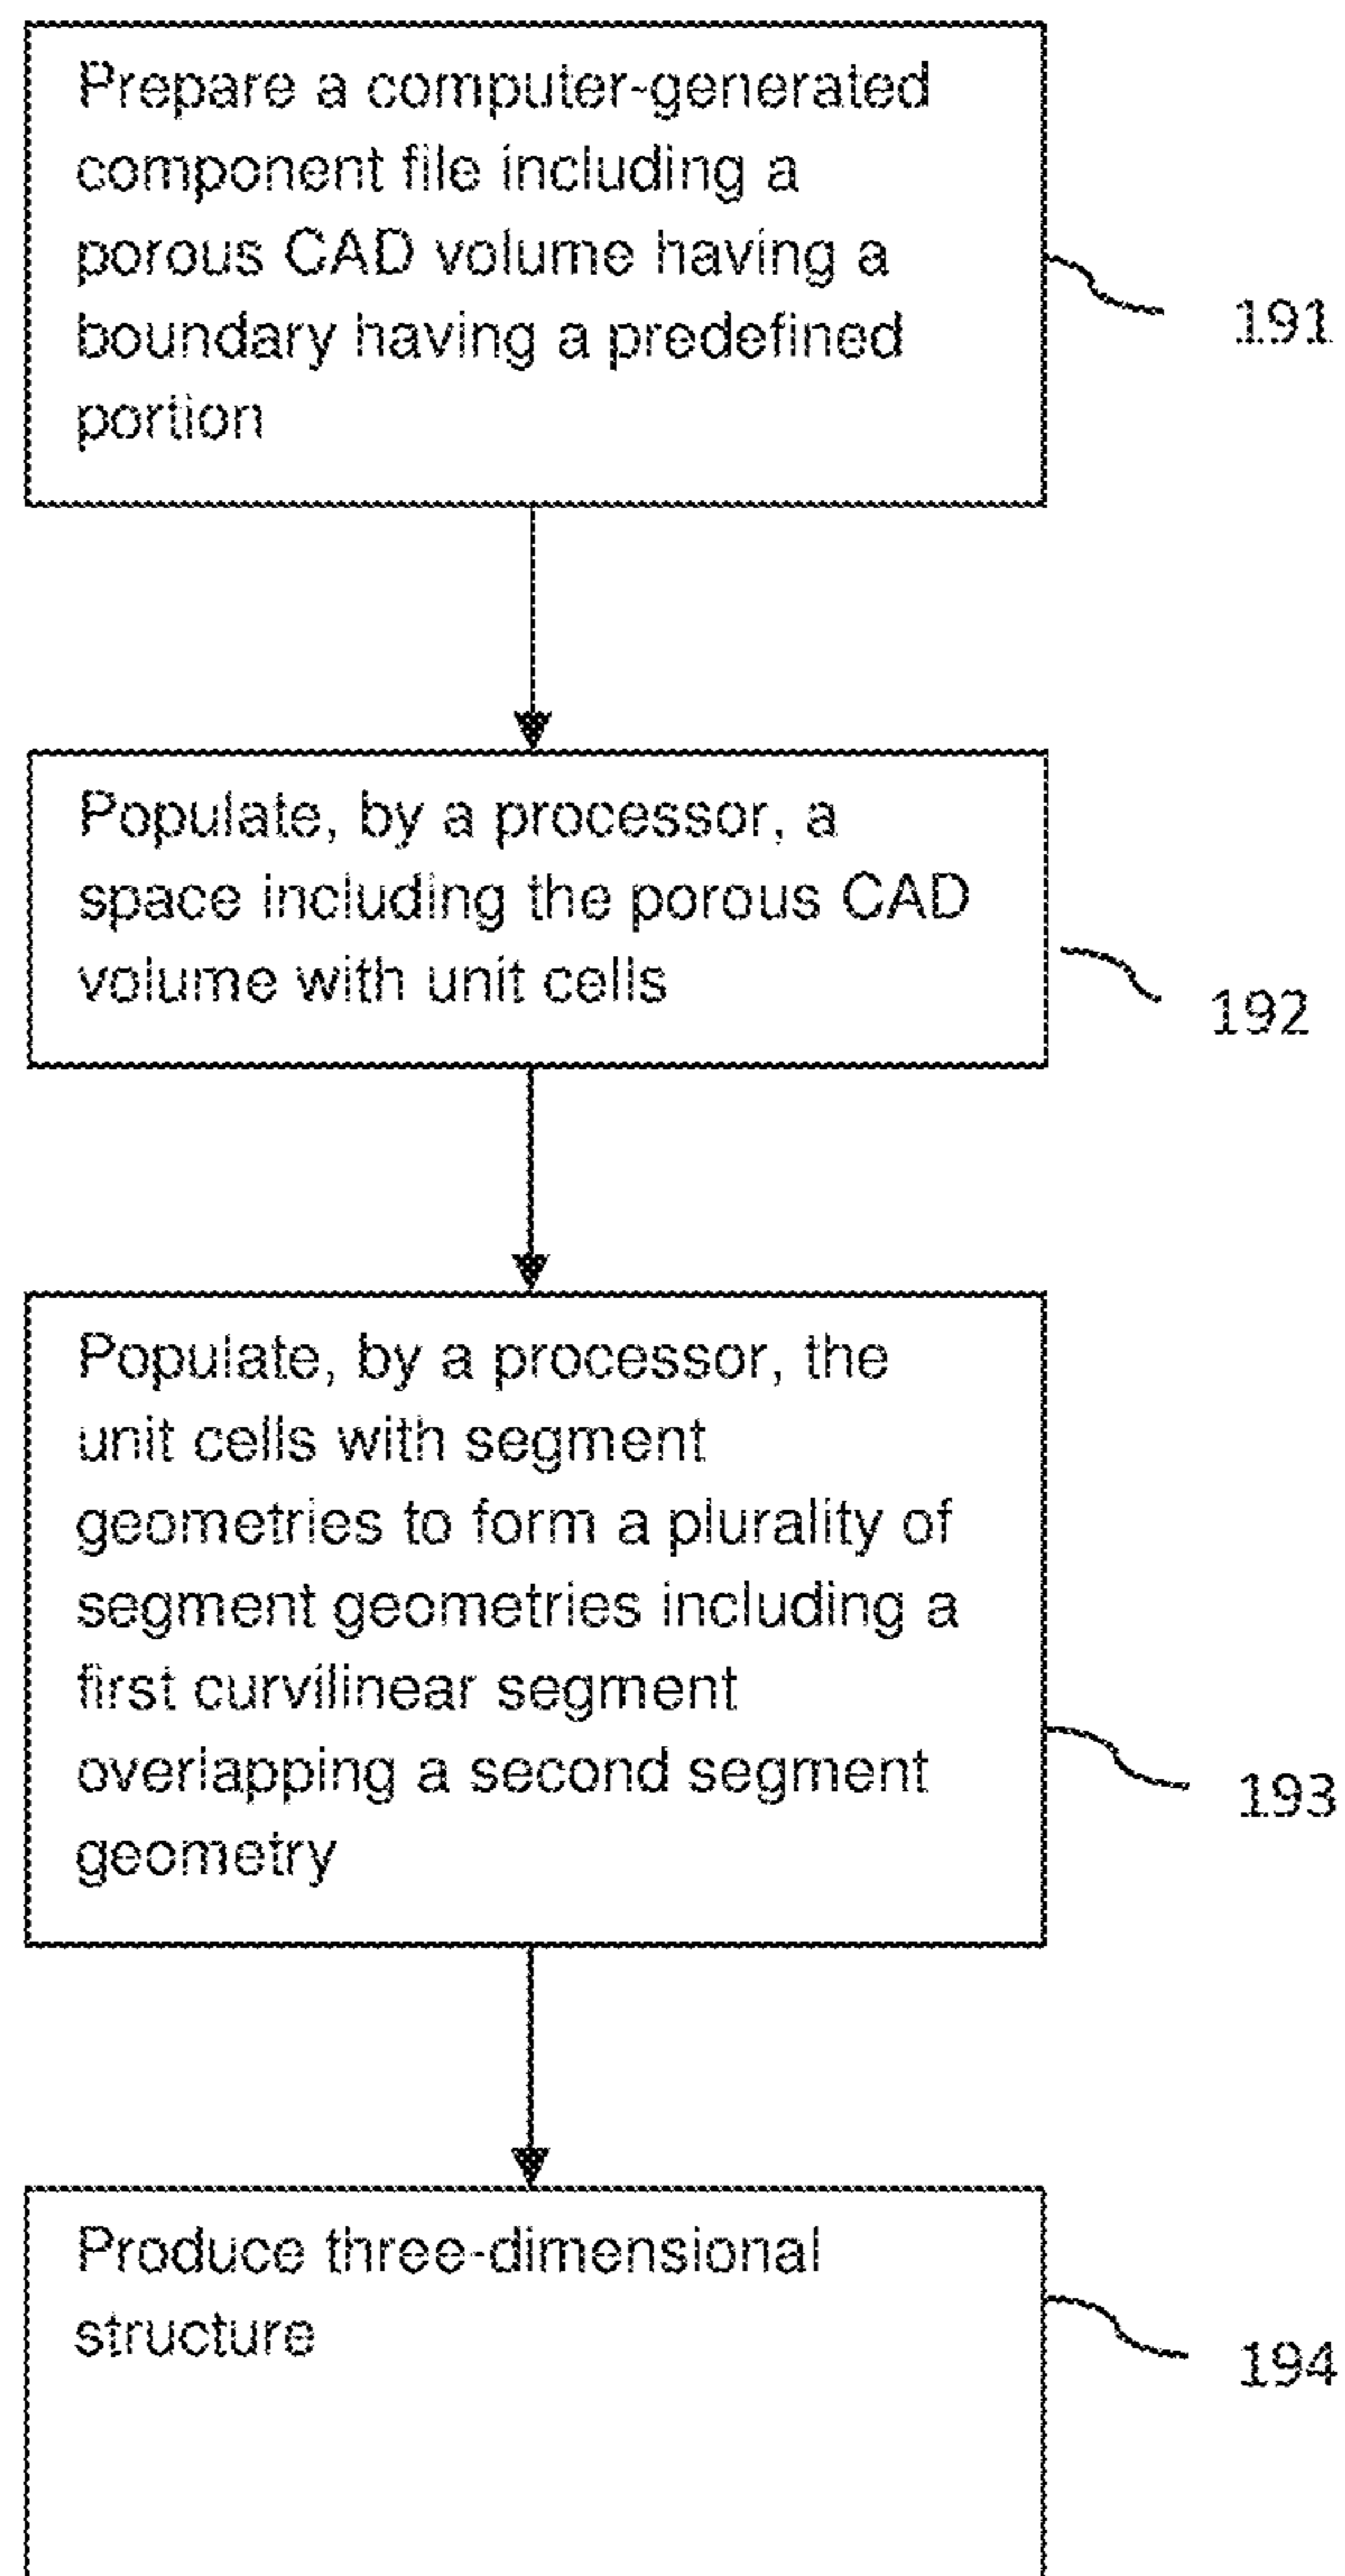 Prepare a computer-generated
component file including a
porous CAD volume having a
boundary having a predefined
portion
191
Populate, by a processor, a
space including the porous CAD
volume with unit cells
192
Populate, by a processor, the
unit cells with segment
geometries to form a plurality of
segment geometries including a
first curvilinear segment
overlapping a second segment
geometry
193
Produce three-dimensional
structure
194